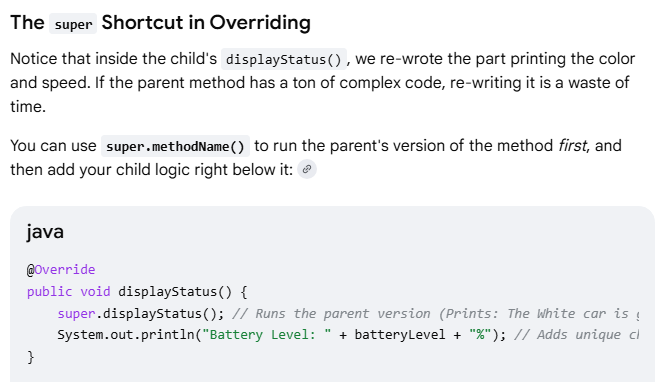 The super Shortcut in Overriding
Notice that inside the child's displayStatus(), we re-wrote the part printing the color
and speed. If the parent method has a ton of complex code, re-writing it is a waste of
time.
You can use super.methodName() to run the parent's version of the method first, and
then add your child logic right below it:
java
@Override
public void displayStatus() {
    super.displayStatus(); // Runs the parent version (Prints: The White car is
    System.out.println("Battery Level: " + batteryLevel + "%"); // Adds unique
}